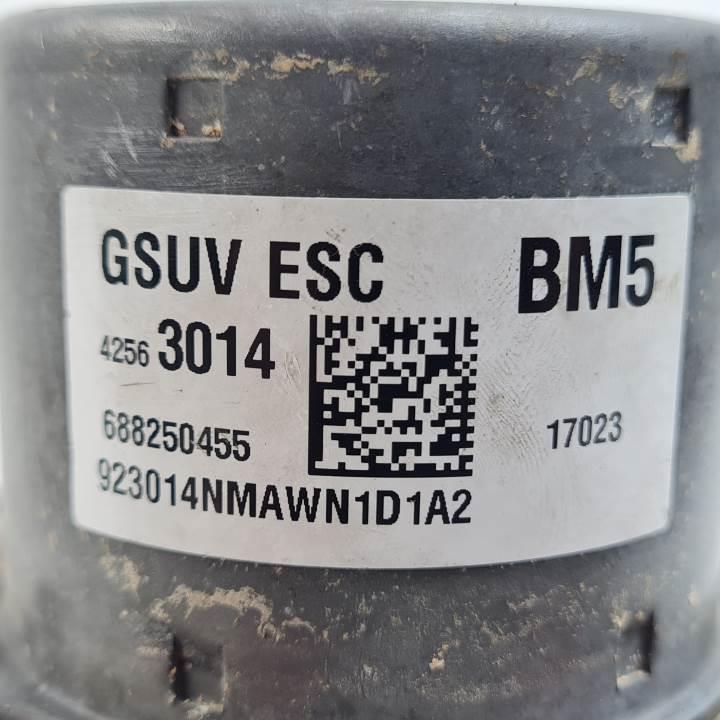 GSUV ESC BM5
4256 3014
688250455 17023
923014NMAWN1D1A2